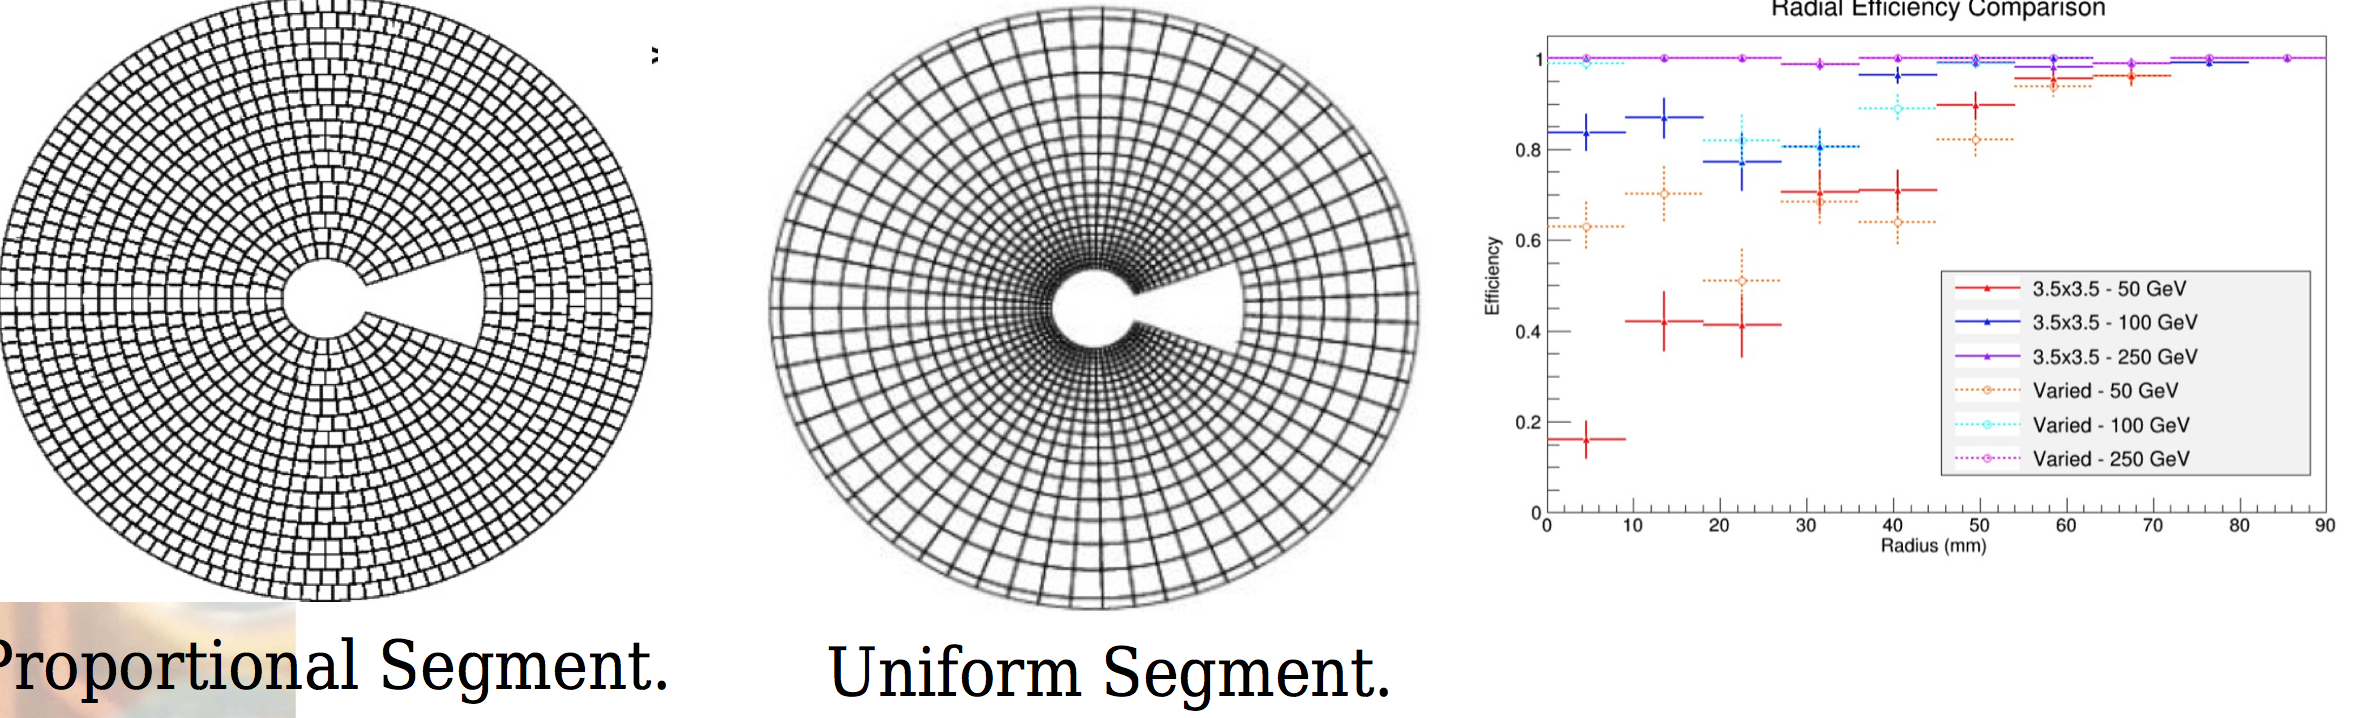 Proportional Segment.
Uniform Segment.
Radial Efficiency Comparison
Efficiency
1
0.8
0.6
0.4
0.2
0
0 10 20 30 40 50 60 70 80 90
Radius (mm)
3.5x3.5 - 50 GeV
3.5x3.5 - 100 GeV
3.5x3.5 - 250 GeV
Varied - 50 GeV
Varied - 100 GeV
Varied - 250 GeV